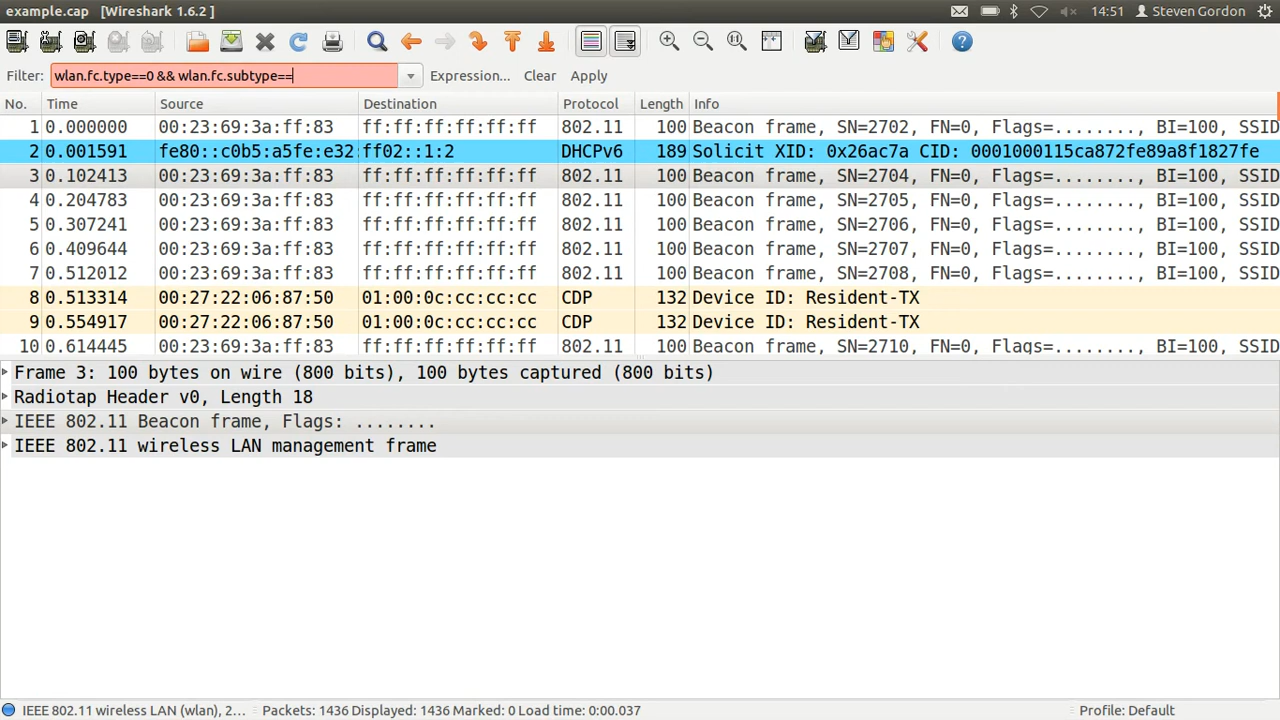 example.cap [Wireshark 1.6.2 ] 14:51 Steven Gordon
Filter: wlan.fc.type==0 && wlan.fc.subtype== Expression... Clear Apply
No. Time Source Destination Protocol Length Info
1 0.000000 00:23:69:3a:ff:83 ff:ff:ff:ff:ff:ff 802.11 100 Beacon frame, SN=2702, FN=0, Flags=........, BI=100, SSID
2 0.001591 fe80::c0b5:a5fe:e32: ff02::1:2 DHCPv6 189 Solicit XID: 0x26ac7a CID: 0001000115ca872fe89a8f1827fe
3 0.102413 00:23:69:3a:ff:83 ff:ff:ff:ff:ff:ff 802.11 100 Beacon frame, SN=2704, FN=0, Flags=........, BI=100, SSID
4 0.204783 00:23:69:3a:ff:83 ff:ff:ff:ff:ff:ff 802.11 100 Beacon frame, SN=2705, FN=0, Flags=........, BI=100, SSID
5 0.307241 00:23:69:3a:ff:83 ff:ff:ff:ff:ff:ff 802.11 100 Beacon frame, SN=2706, FN=0, Flags=........, BI=100, SSID
6 0.409644 00:23:69:3a:ff:83 ff:ff:ff:ff:ff:ff 802.11 100 Beacon frame, SN=2707, FN=0, Flags=........, BI=100, SSID
7 0.512012 00:23:69:3a:ff:83 ff:ff:ff:ff:ff:ff 802.11 100 Beacon frame, SN=2708, FN=0, Flags=........, BI=100, SSID
8 0.513314 00:27:22:06:87:50 01:00:0c:cc:cc:cc CDP 132 Device ID: Resident-TX
9 0.554917 00:27:22:06:87:50 01:00:0c:cc:cc:cc CDP 132 Device ID: Resident-TX
10 0.614445 00:23:69:3a:ff:83 ff:ff:ff:ff:ff:ff 802.11 100 Beacon frame, SN=2710, FN=0, Flags=........, BI=100, SSID
Frame 3: 100 bytes on wire (800 bits), 100 bytes captured (800 bits)
Radiotap Header v0, Length 18
IEEE 802.11 Beacon frame, Flags: ........
IEEE 802.11 wireless LAN management frame
IEEE 802.11 wireless LAN (wlan), 2... Packets: 1436 Displayed: 1436 Marked: 0 Load time: 0:00.037 Profile: Default